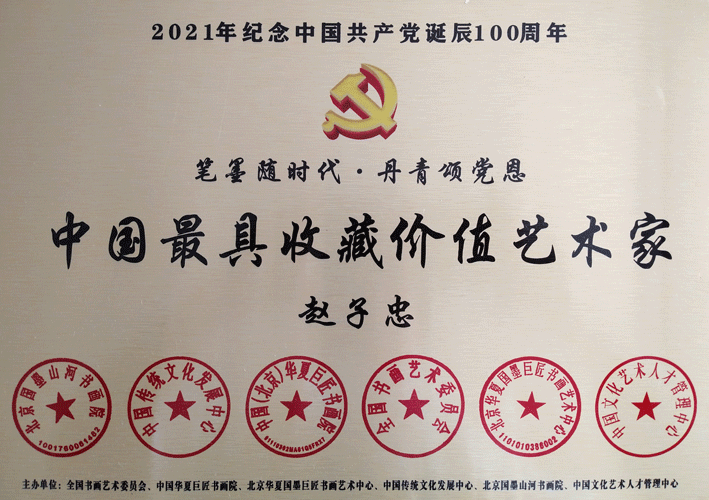 2021年纪念中国共产党诞辰100周年
笔墨随时代·丹青颂党恩
中国最具收藏价值艺术家
赵子忠
北京国墨山河书画院
1001760061462
中国传统文化发展中心
中国(北京)华夏巨匠书画院
全国书画艺术委员会
北京华夏国墨巨匠书画艺术中心
1101010386002
中国文化艺术人才管理中心
主办单位：全国书画艺术委员会、中国华夏巨匠书画院、北京华夏国墨巨匠书画艺术中心、中国传统文化发展中心、北京国墨山河书画院、中国文化艺术人才管理中心